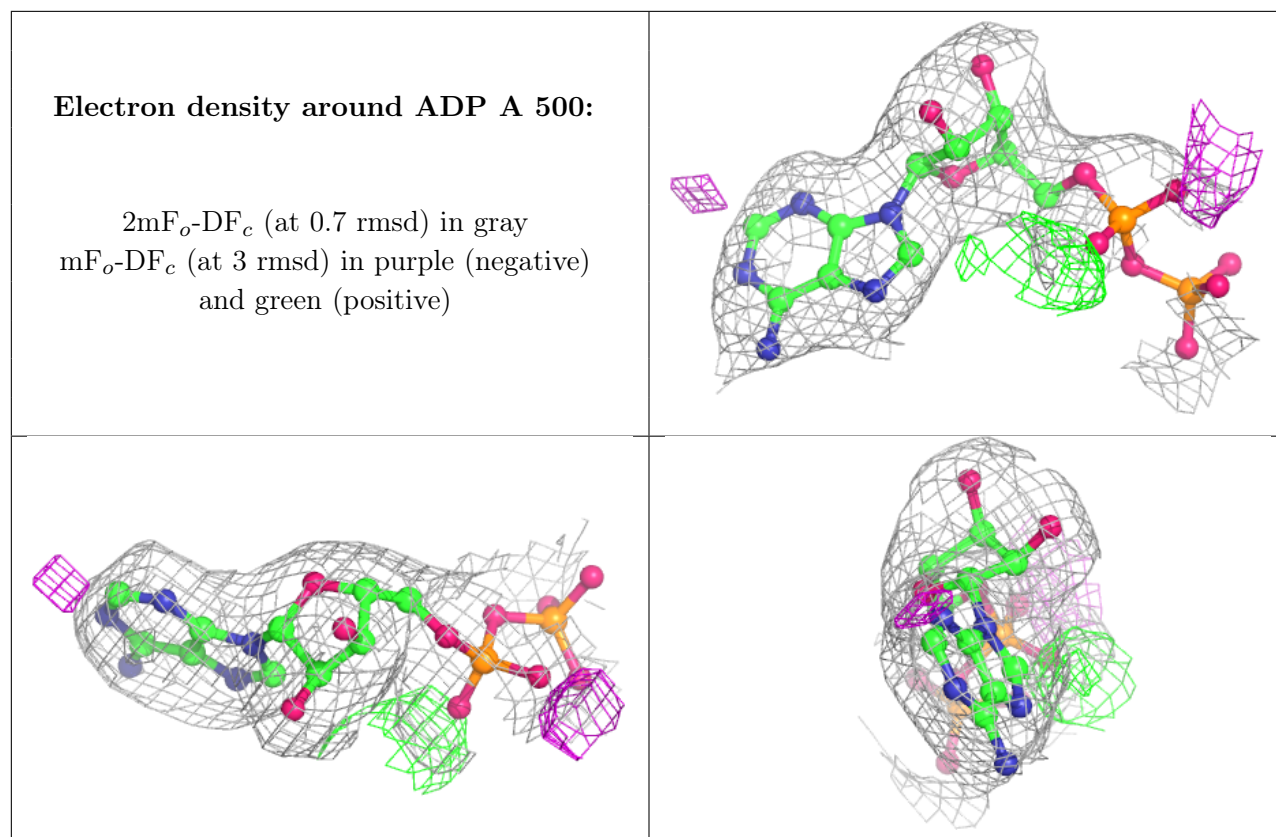 Electron density around ADP A 500:
2mFo-DFc (at 0.7 rmsd) in gray
mFo-DFc (at 3 rmsd) in purple (negative)
and green (positive)